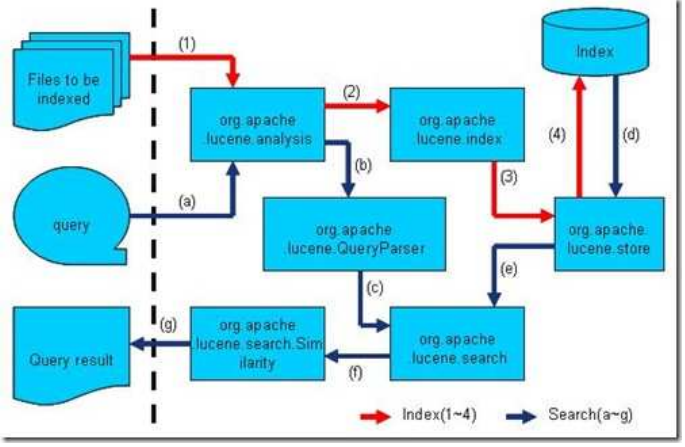 Files to be
indexed
(1)
Index
org.apache
.lucene.analysis
(2)
org.apache
.lucene.index
(4)
(d)
(b)
(3)
query
(a)
org.apache
.lucene.QueryParser
org.apache.
lucene.store
(e)
(c)
Query result
(g)
org.apache
lucene.search.Sim
ilarity
(f)
org.apache
.lucene.search
Index(1~4)
Search(a~g)